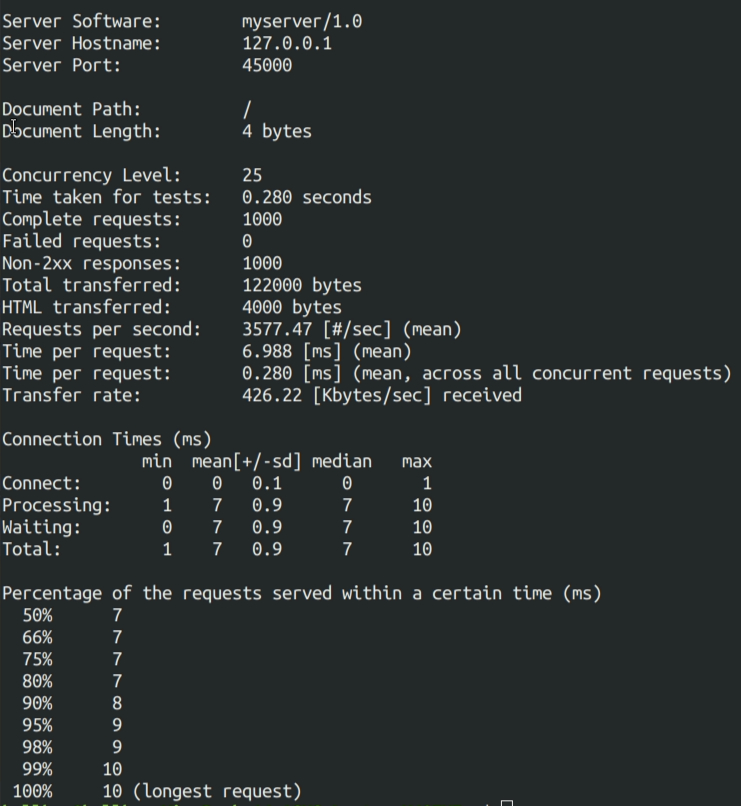 Server Software: myserver/1.0
Server Hostname: 127.0.0.1
Server Port: 45000
Document Path: /
Document Length: 4 bytes
Concurrency Level: 25
Time taken for tests: 0.280 seconds
Complete requests: 1000
Failed requests: 0
Non-2xx responses: 1000
Total transferred: 122000 bytes
HTML transferred: 4000 bytes
Requests per second: 3577.47 [#/sec] (mean)
Time per request: 6.988 [ms] (mean)
Time per request: 0.280 [ms] (mean, across all concurrent requests)
Transfer rate: 426.22 [Kbytes/sec] received
Connection Times (ms)
min mean[+/-sd] median max
Connect: 0 0 0.1 0 1
Processing: 1 7 0.9 7 10
Waiting: 0 7 0.9 7 10
Total: 1 7 0.9 7 10
Percentage of the requests served within a certain time (ms)
50% 7
66% 7
75% 7
80% 7
90% 8
95% 9
98% 9
99% 10
100% 10 (longest request)